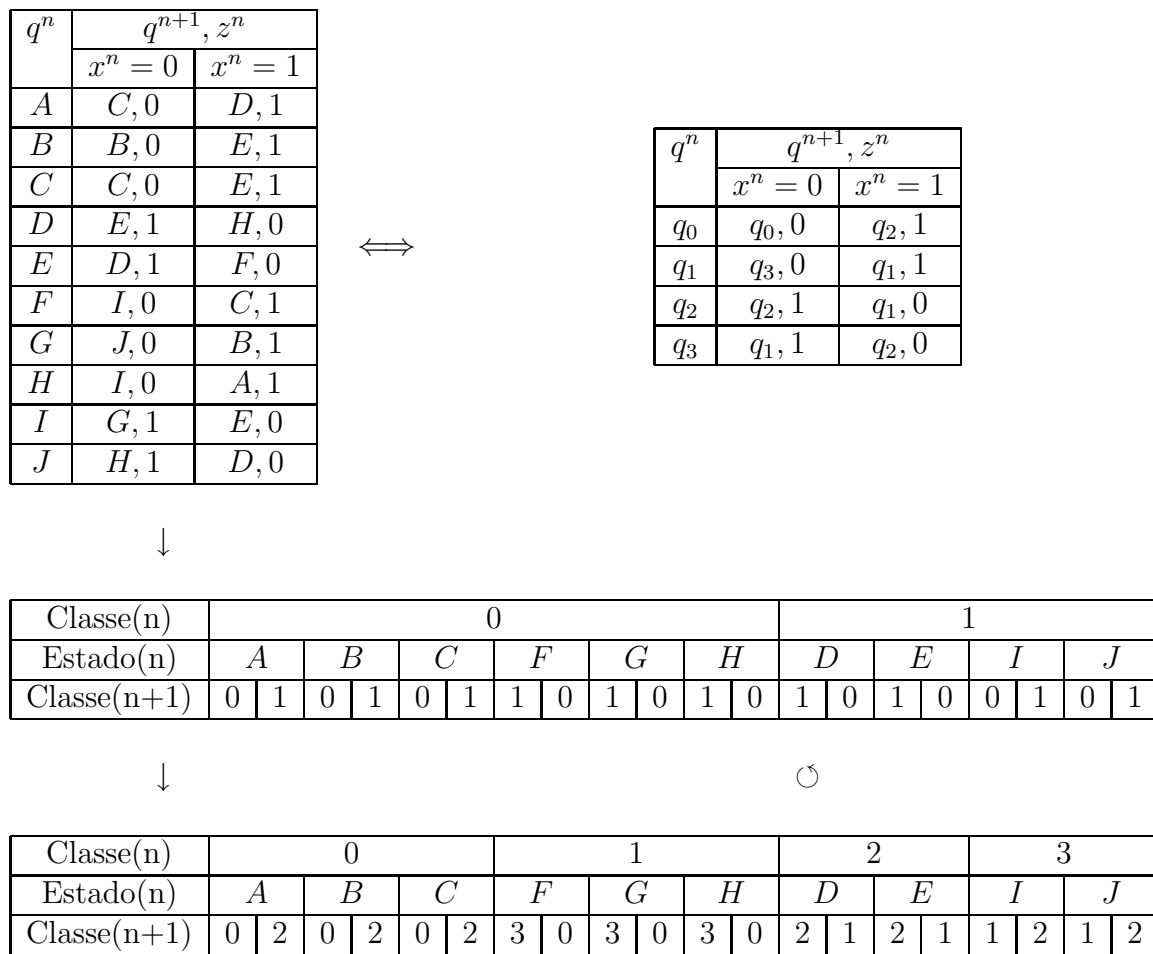 qⁿ qⁿ⁺¹, zⁿ
xⁿ = 0 xⁿ = 1
A C, 0 D, 1
B B, 0 E, 1
C C, 0 E, 1
D E, 1 H, 0
E D, 1 F, 0
F I, 0 C, 1
G J, 0 B, 1
H I, 0 A, 1
I G, 1 E, 0
J H, 1 D, 0
⟺
qⁿ qⁿ⁺¹, zⁿ
xⁿ = 0 xⁿ = 1
q₀ q₀, 0 q₂, 1
q₁ q₃, 0 q₁, 1
q₂ q₂, 1 q₁, 0
q₃ q₁, 1 q₂, 0
↓
Classe(n) 0 1
Estado(n) A B C F G H D E I J
Classe(n+1) 0 1 0 1 0 1 1 0 1 0 1 0 1 0 1 0 0 1 0 1
↓ ↺
Classe(n) 0 1 2 3
Estado(n) A B C F G H D E I J
Classe(n+1) 0 2 0 2 0 2 3 0 3 0 3 0 2 1 2 1 1 2 1 2